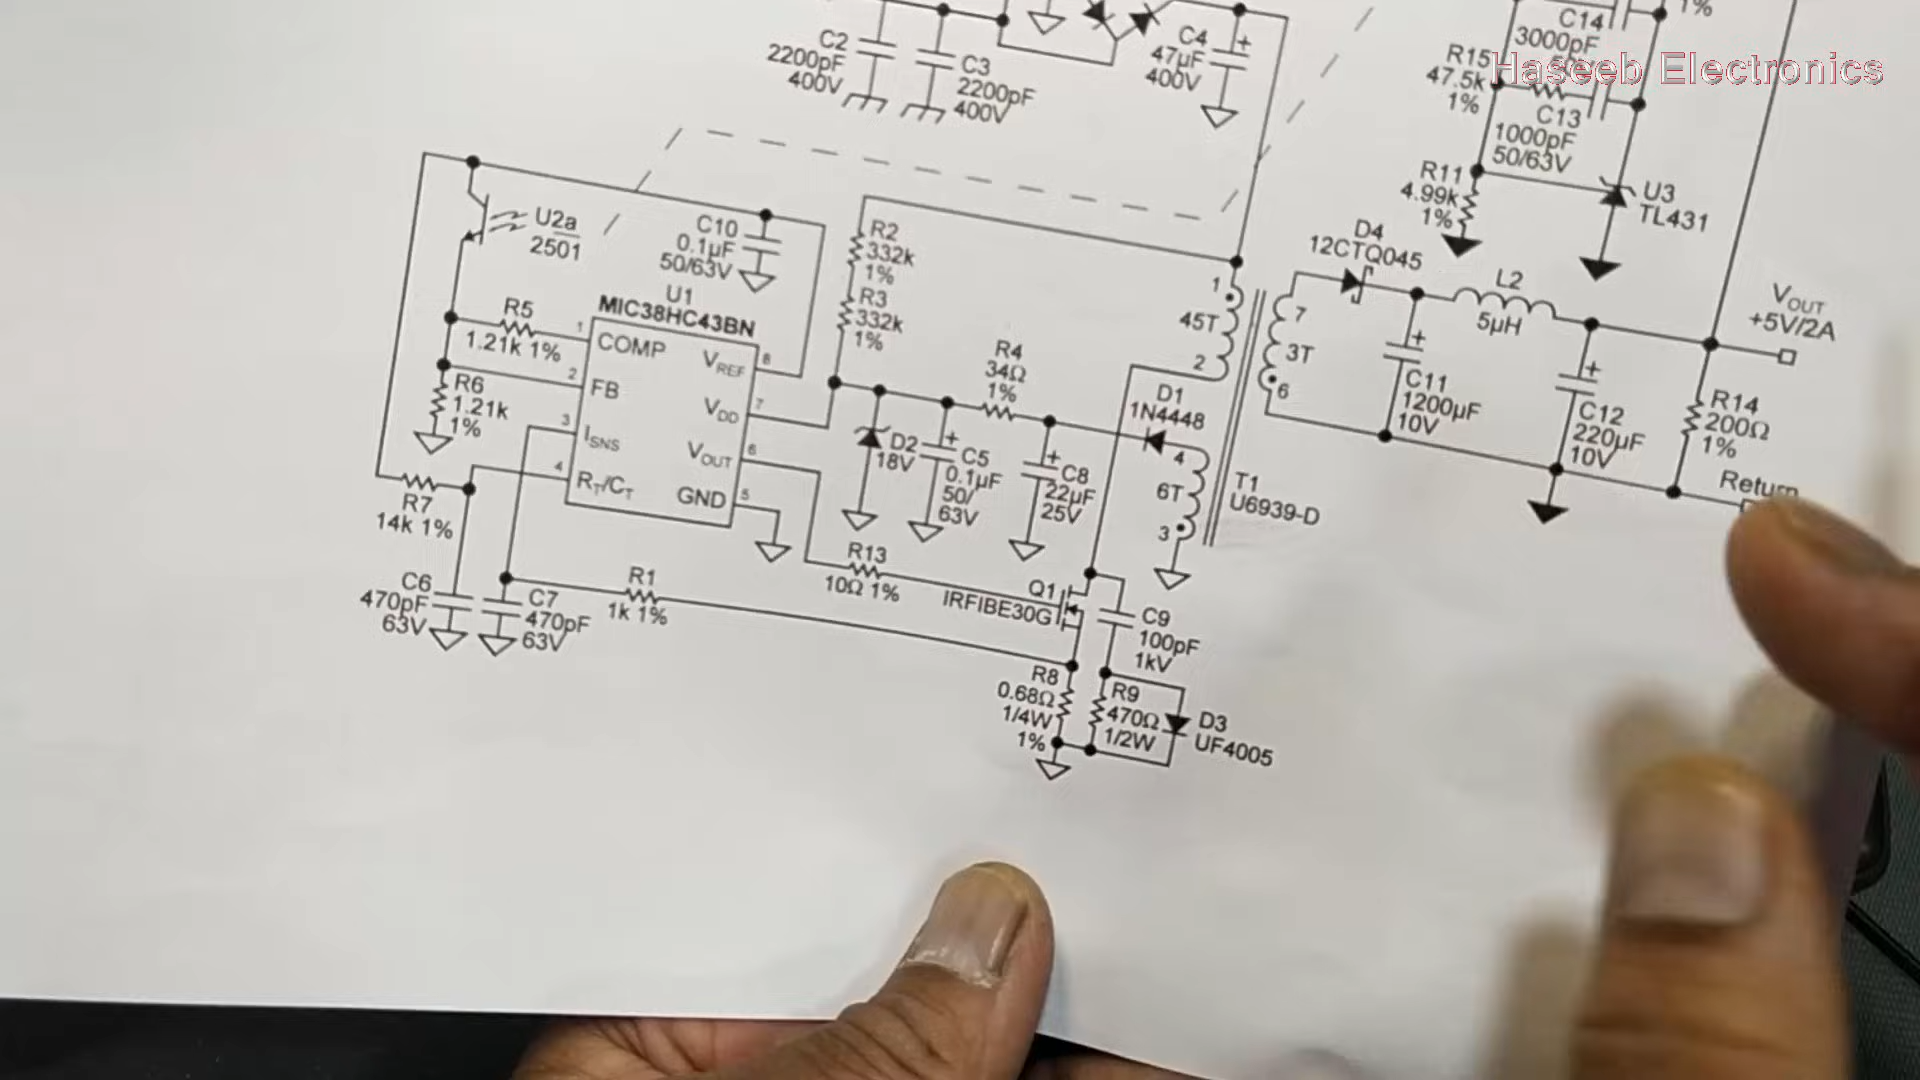 C2
2200pF
400V
C3
2200pF
400V
C4
+
47µF
400V
C14
3000pF
1%
R15
47.5k
1%
Haseeb Electronics
C13
1000pF
50/63V
R11
4.99k
1%
U3
TL431
U2a
2501
C10
0.1µF
50/63V
R2
332k
1%
R3
332k
1%
D4
12CTQ045
L2
5µH
VOUT
+5V/2A
U1
MIC38HC43BN
R5
1.21k 1%
1
COMP
VREF
8
2
FB
VDD
7
3
ISNS
VOUT
6
4
RT/CT
GND
5
R6
1.21k
1%
R7
14k 1%
R4
34Ω
1%
D1
1N4448
1
45T
2
7
3T
6
4
6T
3
T1
U6939-D
D2
18V
+
C5
0.1µF
50/
63V
+
C8
22µF
25V
+
C11
1200µF
10V
+
C12
220µF
10V
R14
200Ω
1%
Return
C6
470pF
63V
C7
470pF
63V
R1
1k 1%
R13
10Ω 1%
Q1
IRFIBE30G
C9
100pF
1kV
R8
0.68Ω
1/4W
1%
R9
470Ω
1/2W
D3
UF4005